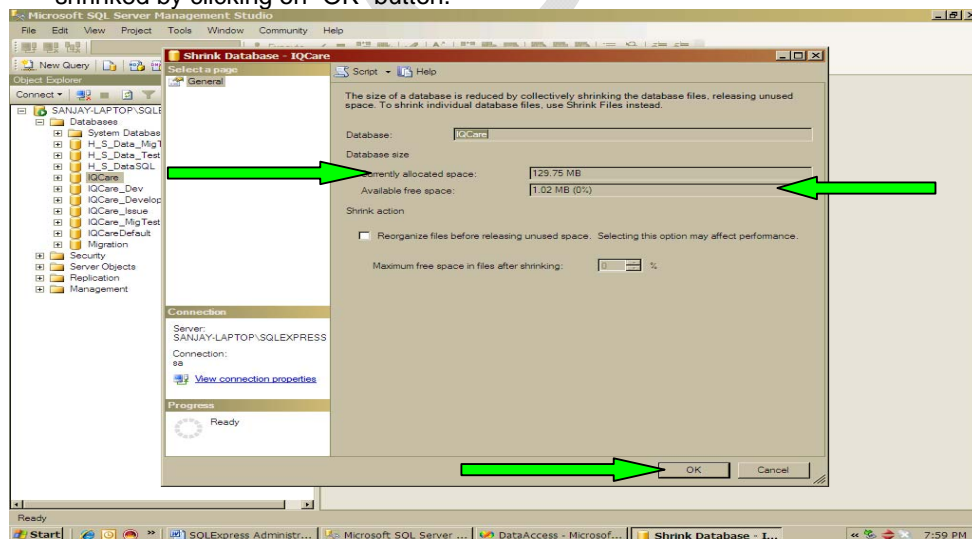 shrinked by clicking on "OK" button.
Microsoft SQL Server Management Studio
File Edit View Project Tools Window Community Help
New Query
Shrink Database - IQCare
Select a page
General
Script Help
Object Explorer
Connect
SANJAY-LAPTOP\SQLE
Databases
System Databas
H_S_Data_MigT
H_S_Data_Test
H_S_DataSQL
IQCare
IQCare_Dev
IQCare_Develop
IQCare_Issue
IQCare_MigTest
IQCareDefault
Migration
Security
Server Objects
Replication
Management
The size of a database is reduced by collectively shrinking the database files, releasing unused
space. To shrink individual database files, use Shrink Files instead.
Database: IQCare
Database size
Currently allocated space: 129.75 MB
Available free space: 1.02 MB (0%)
Shrink action
Reorganize files before releasing unused space. Selecting this option may affect performance.
Maximum free space in files after shrinking: 0 %
Connection
Server:
SANJAY-LAPTOP\SQLEXPRESS
Connection:
sa
View connection properties
Progress
Ready
OK Cancel
Ready
Start SQLExpress Administr... Microsoft SQL Server ... DataAccess - Microsof... Shrink Database - I... 7:59 PM